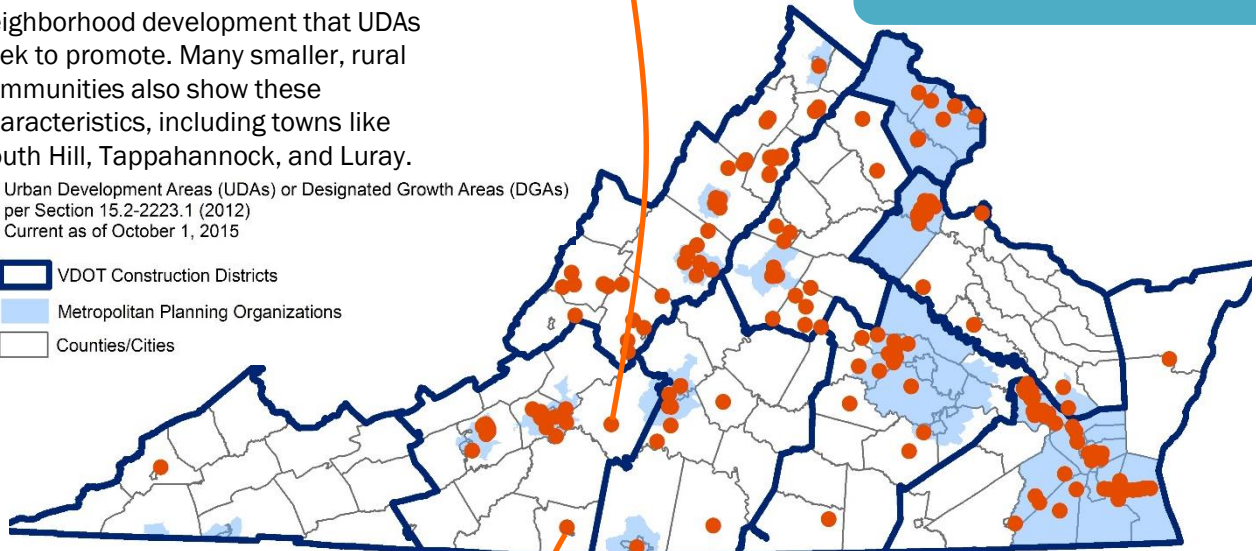 eighborhood development that UDAs
ek to promote. Many smaller, rural
mmunities also show these
aracteristics, including towns like
outh Hill, Tappahannock, and Luray.
Urban Development Areas (UDAs) or Designated Growth Areas (DGAs)
per Section 15.2-2223.1 (2012)
Current as of October 1, 2015
VDOT Construction Districts
Metropolitan Planning Organizations
Counties/Cities